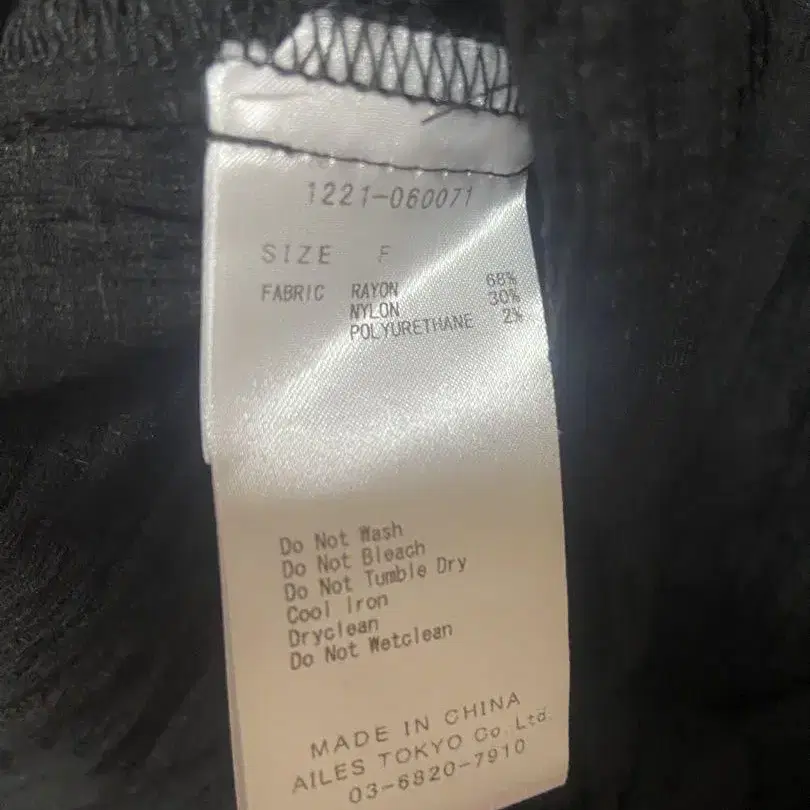 1221-060071
SIZE F
FABRIC RAYON 68%
NYLON 30%
POLYURETHANE 2%
Do Not Wash
Do Not Bleach
Do Not Tumble Dry
Cool Iron
Dryclean
Do Not Wetclean
MADE IN CHINA
AILES TOKYO Co. Ltd.
03-6820-7910